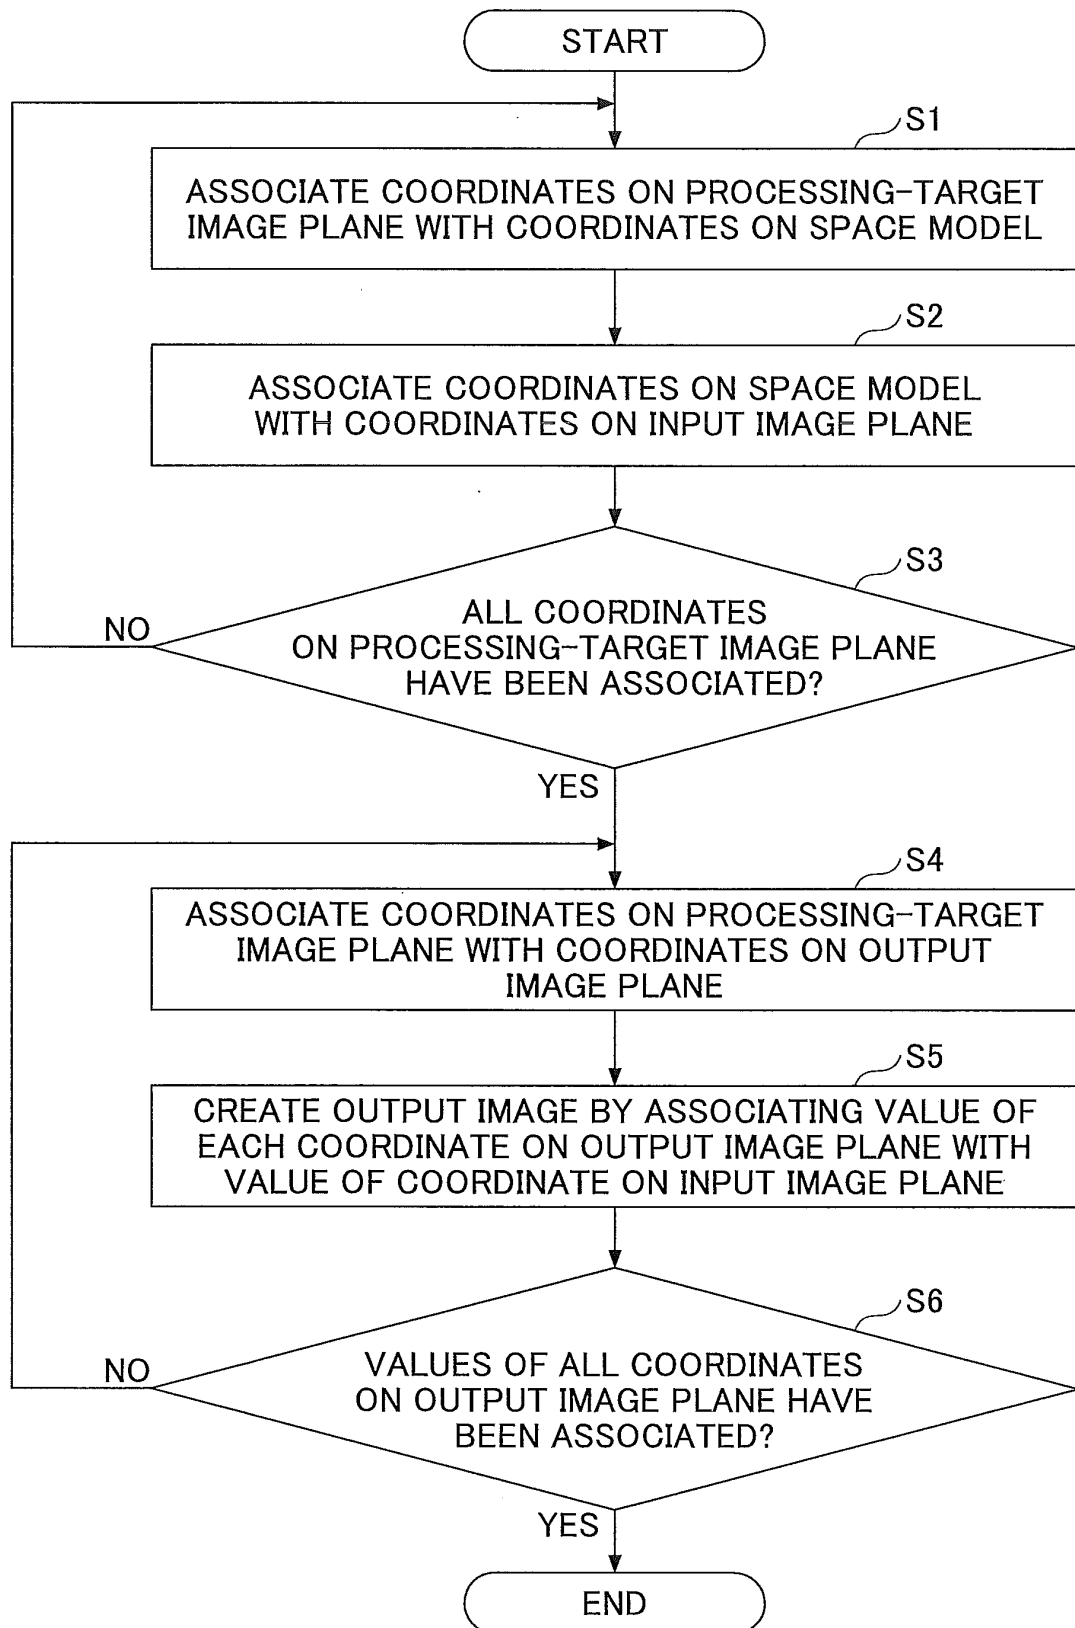 START
S1
ASSOCIATE COORDINATES ON PROCESSING-TARGET
IMAGE PLANE WITH COORDINATES ON SPACE MODEL
S2
ASSOCIATE COORDINATES ON SPACE MODEL
WITH COORDINATES ON INPUT IMAGE PLANE
S3
ALL COORDINATES
ON PROCESSING-TARGET IMAGE PLANE
HAVE BEEN ASSOCIATED?
NO
YES
S4
ASSOCIATE COORDINATES ON PROCESSING-TARGET
IMAGE PLANE WITH COORDINATES ON OUTPUT
IMAGE PLANE
S5
CREATE OUTPUT IMAGE BY ASSOCIATING VALUE OF
EACH COORDINATE ON OUTPUT IMAGE PLANE WITH
VALUE OF COORDINATE ON INPUT IMAGE PLANE
S6
VALUES OF ALL COORDINATES
ON OUTPUT IMAGE PLANE HAVE
BEEN ASSOCIATED?
NO
YES
END